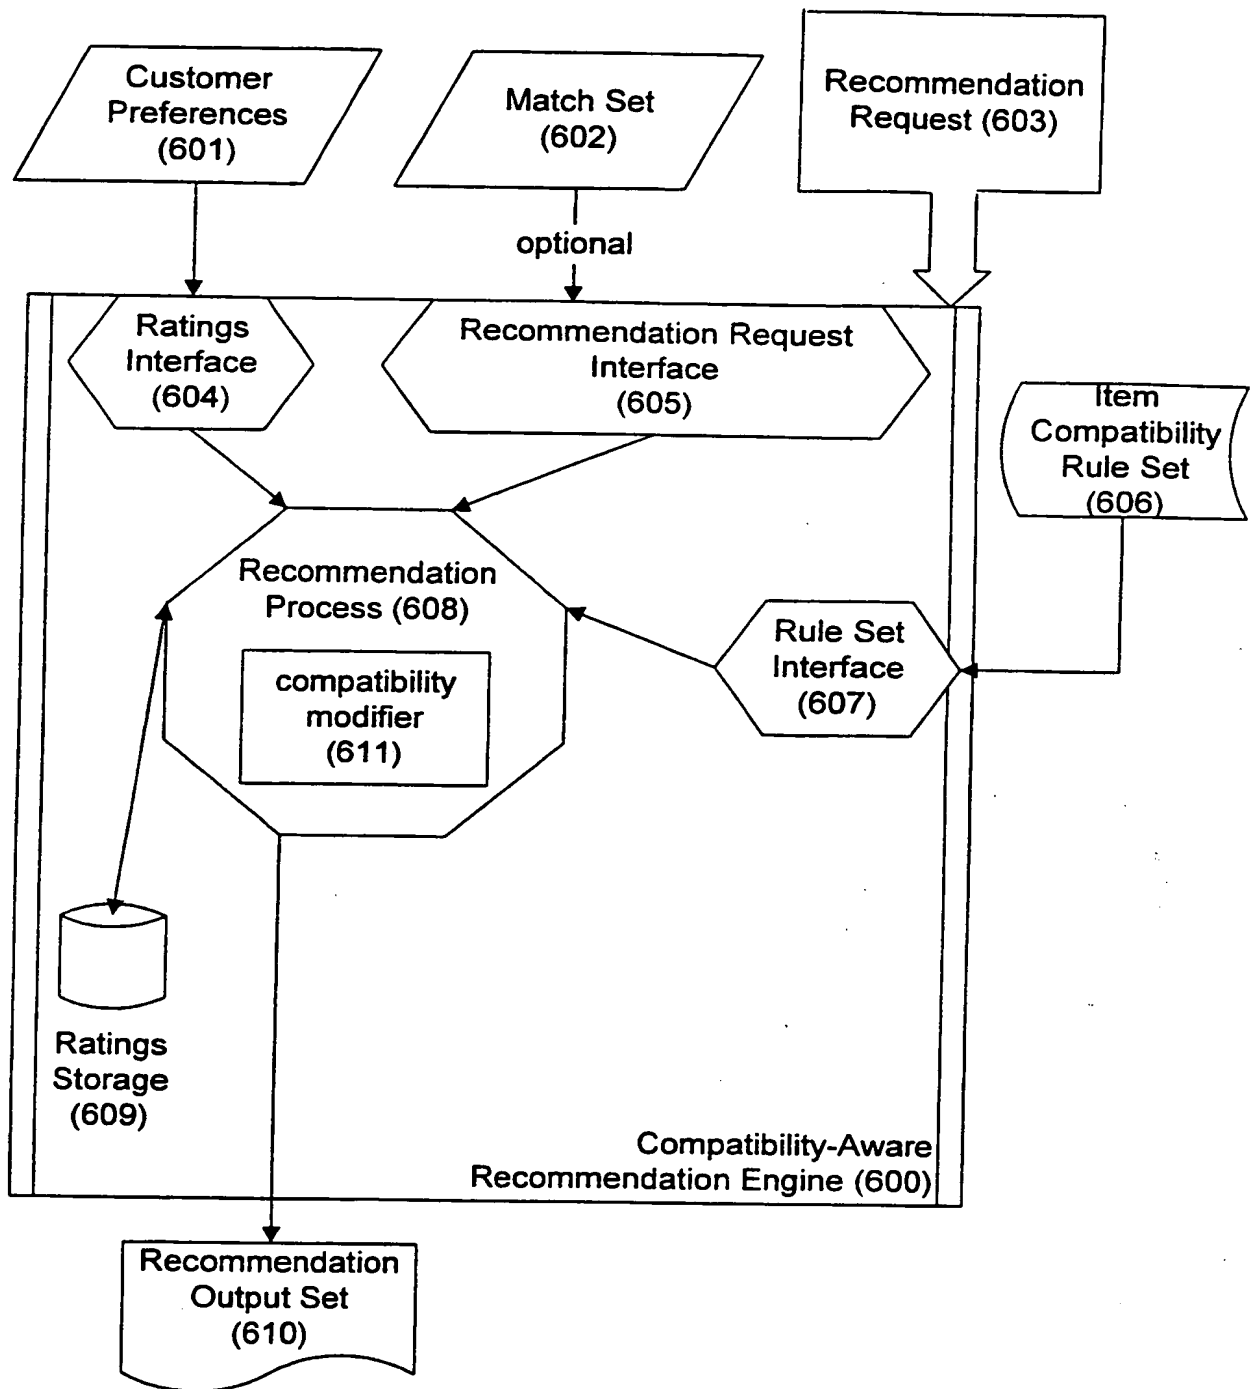 Customer
Preferences
(601)
Match Set
(602)
Recommendation
Request (603)
optional
Ratings
Interface
(604)
Recommendation Request
Interface
(605)
Item
Compatibility
Rule Set
(606)
Recommendation
Process (608)
compatibility
modifier
(611)
Rule Set
Interface
(607)
Ratings
Storage
(609)
Compatibility-Aware
Recommendation Engine (600)
Recommendation
Output Set
(610)